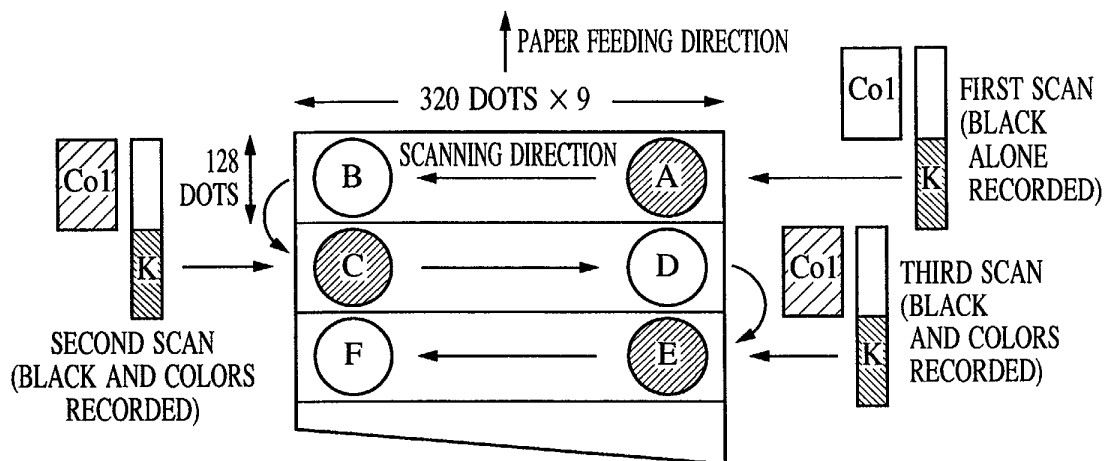 PAPER FEEDING DIRECTION
320 DOTS × 9
Co1
FIRST SCAN
(BLACK
ALONE
RECORDED)
K
128
DOTS
SCANNING DIRECTION
B
A
Co1
K
C
D
Co1
K
THIRD SCAN
(BLACK
AND COLORS
RECORDED)
SECOND SCAN
(BLACK AND COLORS
RECORDED)
F
E